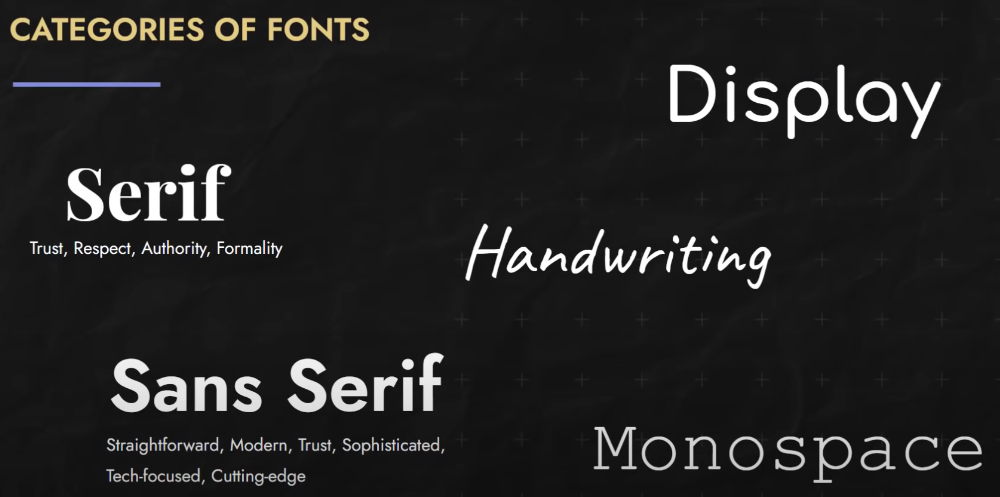 CATEGORIES OF FONTS
Display
Serif
Trust, Respect, Authority, Formality
Handwriting
Sans Serif
Straightforward, Modern, Trust, Sophisticated,
Tech-focused, Cutting-edge
Monospace